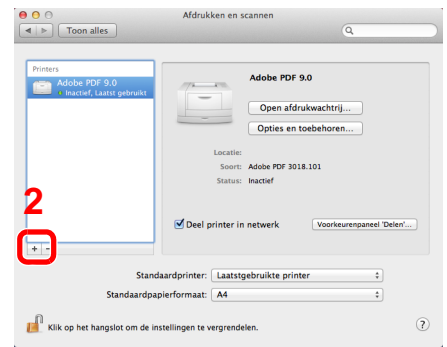 Afdrukken en scannen
Toon alles
Printers
Adobe PDF 9.0
Inactief, Laatst gebruikt
Adobe PDF 9.0
Open afdrukwachtrij...
Opties en toebehoren...
Locatie:
Soort: Adobe PDF 3018.101
Status: Inactief
2
Deel printer in netwerk
Voorkeurenpaneel 'Delen'...
+ -
Standaardprinter: Laatstgebruikte printer
Standaardpapierformaat: A4
Klik op het hangslot om de instellingen te vergrendelen.
?